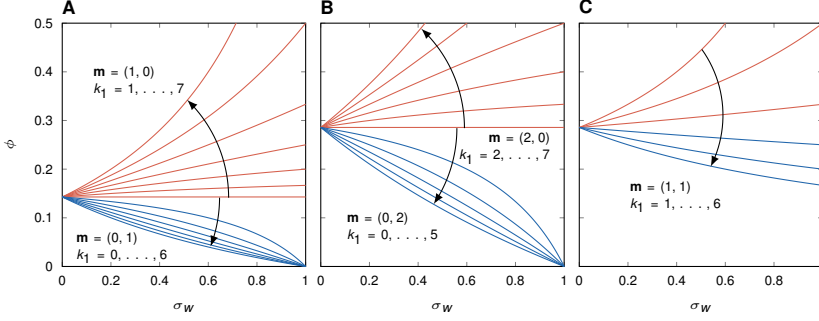 A
B
C
0.5
0.4
0.3
0.2
0.1
0
ϕ
m = (1, 0)
k1 = 1, . . . , 7
m = (0, 1)
k1 = 0, . . . , 6
m = (2, 0)
k1 = 2, . . . , 7
m = (0, 2)
k1 = 0, . . . , 5
m = (1, 1)
k1 = 1, . . . , 6
0 0.2 0.4 0.6 0.8 1
0 0.2 0.4 0.6 0.8 1
0 0.2 0.4 0.6 0.8
σw
σw
σw